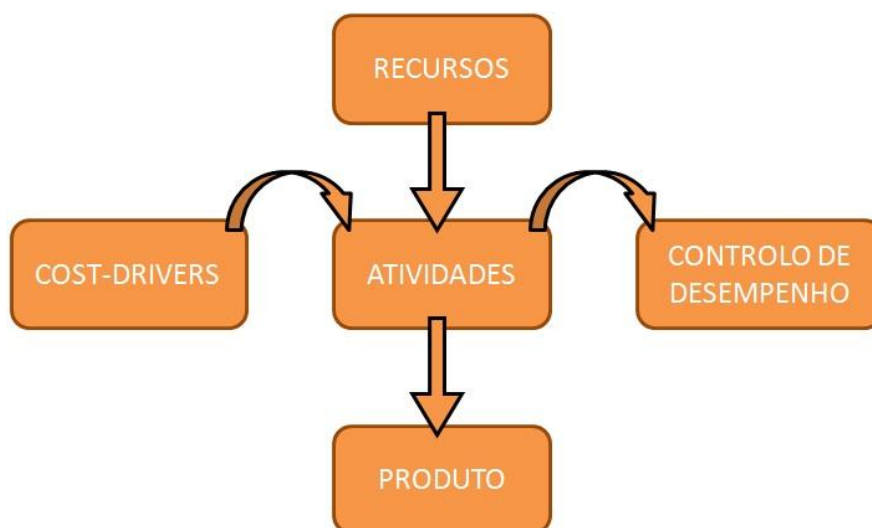 RECURSOS
COST-DRIVERS
ATIVIDADES
CONTROLO DE
DESEMPENHO
PRODUTO